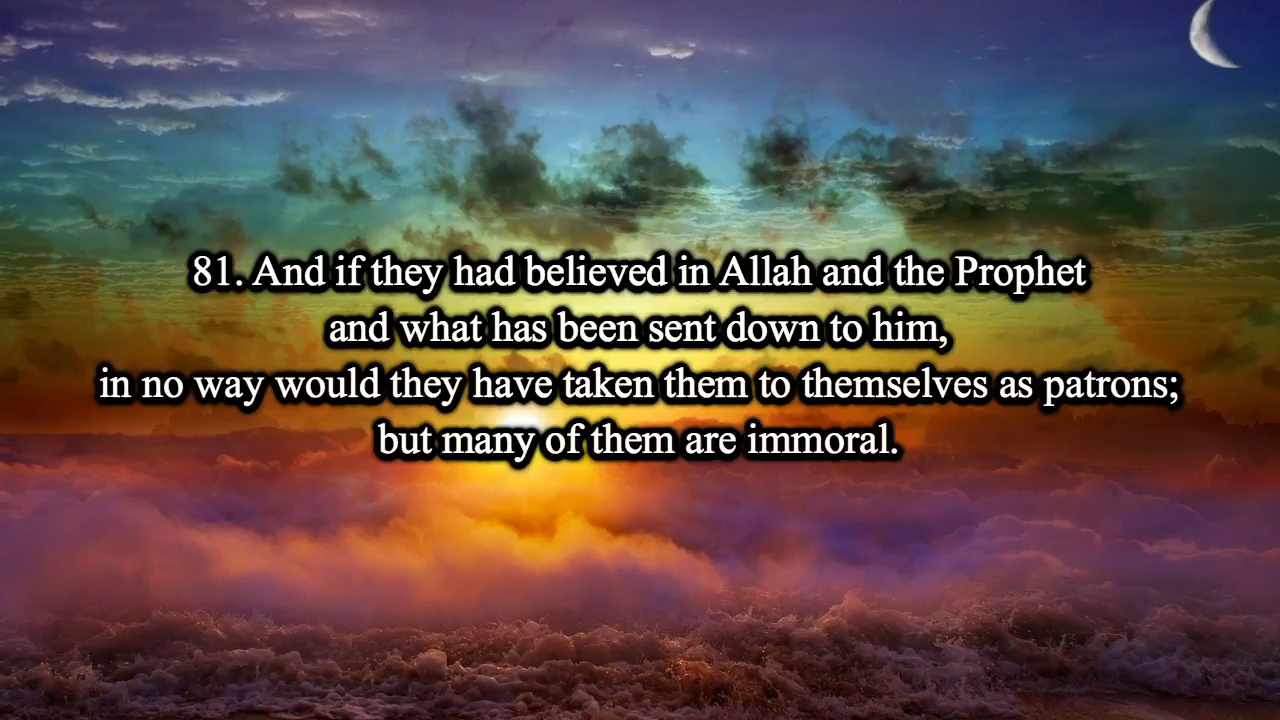 81. And if they had believed in Allah and the Prophet
and what has been sent down to him,
in no way would they have taken them to themselves as patrons;
but many of them are immoral.